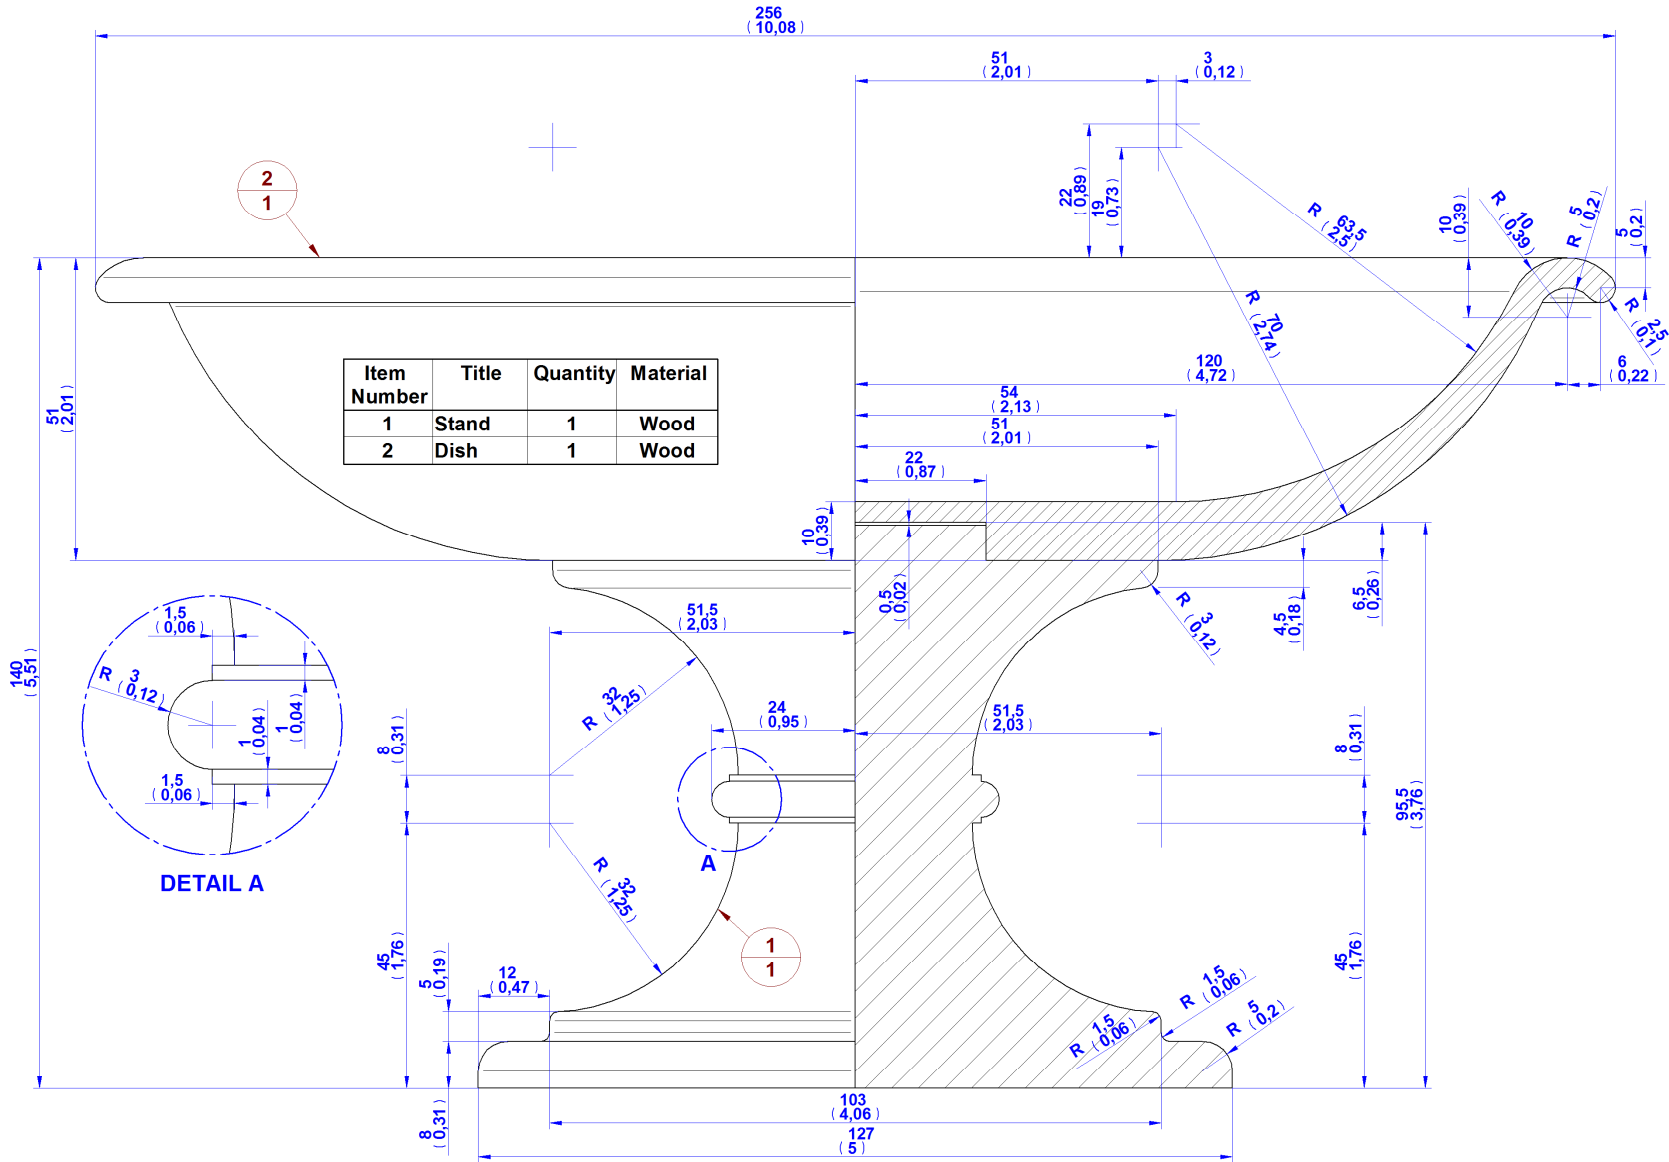 256
( 10,08 )
51
( 2,01 )
3
( 0,12 )
2
1
22
( 0,89 )
19
( 0,73 )
R 63,5
( 2,5 )
10
( 0,39 )
R 10
( 0,39 )
R 5
( 0,2 )
5
( 0,2 )
R 70
( 2,74 )
R 2,5
( 0,1 )
120
( 4,72 )
6
( 0,22 )
51
( 2,01 )
Item Number Title Quantity Material
1 Stand 1 Wood
2 Dish 1 Wood
54
( 2,13 )
51
( 2,01 )
22
( 0,87 )
10
( 0,39 )
0,5
( 0,02 )
R 3
( 0,12 )
4,5
( 0,18 )
6,5
( 0,26 )
1,5
( 0,06 )
R 3
( 0,12 )
1
( 0,04 )
1
( 0,04 )
1,5
( 0,06 )
DETAIL A
140
( 5,51 )
51,5
( 2,03 )
R 32
( 1,25 )
24
( 0,95 )
51,5
( 2,03 )
8
( 0,31 )
8
( 0,31 )
95,5
( 3,76 )
A
R 32
( 1,25 )
1
1
45
( 1,76 )
45
( 1,76 )
5
( 0,19 )
12
( 0,47 )
R 1,5
( 0,06 )
R 1,5
( 0,06 )
R 5
( 0,2 )
8
( 0,31 )
103
( 4,06 )
127
( 5 )